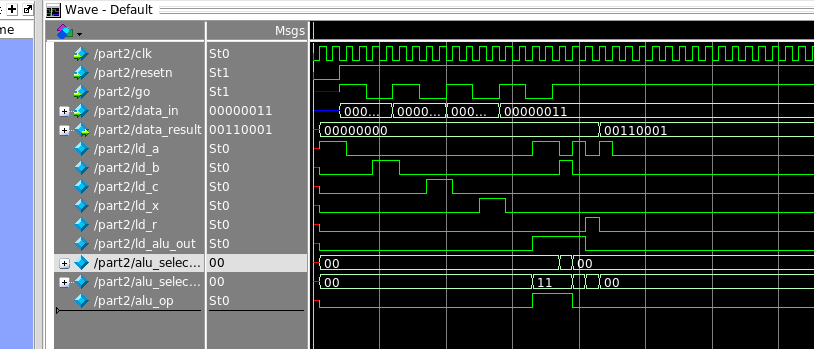 Wave - Default
me
Msgs
/part2/clk St0
/part2/resetn St1
/part2/go St1
/part2/data_in 00000011 000... 0000... 000... 00000011
/part2/data_result 00110001 00000000 00110001
/part2/ld_a St0
/part2/ld_b St0
/part2/ld_c St0
/part2/ld_x St0
/part2/ld_r St0
/part2/ld_alu_out St0
/part2/alu_selec... 00 00 00
/part2/alu_selec... 00 00 11 00
/part2/alu_op St0